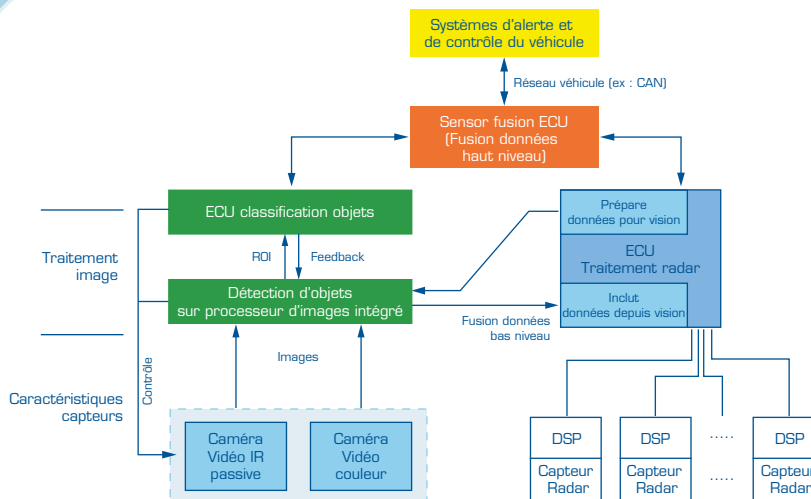 Systèmes d'alerte et
de contrôle du véhicule
Réseau véhicule (ex : CAN)
Sensor fusion ECU
(Fusion données
haut niveau)
ECU classification objets
Prépare
données pour vision
ECU
Traitement radar
Inclut
données depuis vision
Traitement
image
ROI
Feedback
Détection d'objets
sur processeur d'images intégré
Fusion données
bas niveau
Images
Contrôle
Caractéristiques
capteurs
Caméra
Vidéo IR
passive
Caméra
Vidéo
couleur
DSP
DSP
.....
DSP
Capteur
Radar
Capteur
Radar
.....
Capteur
Radar